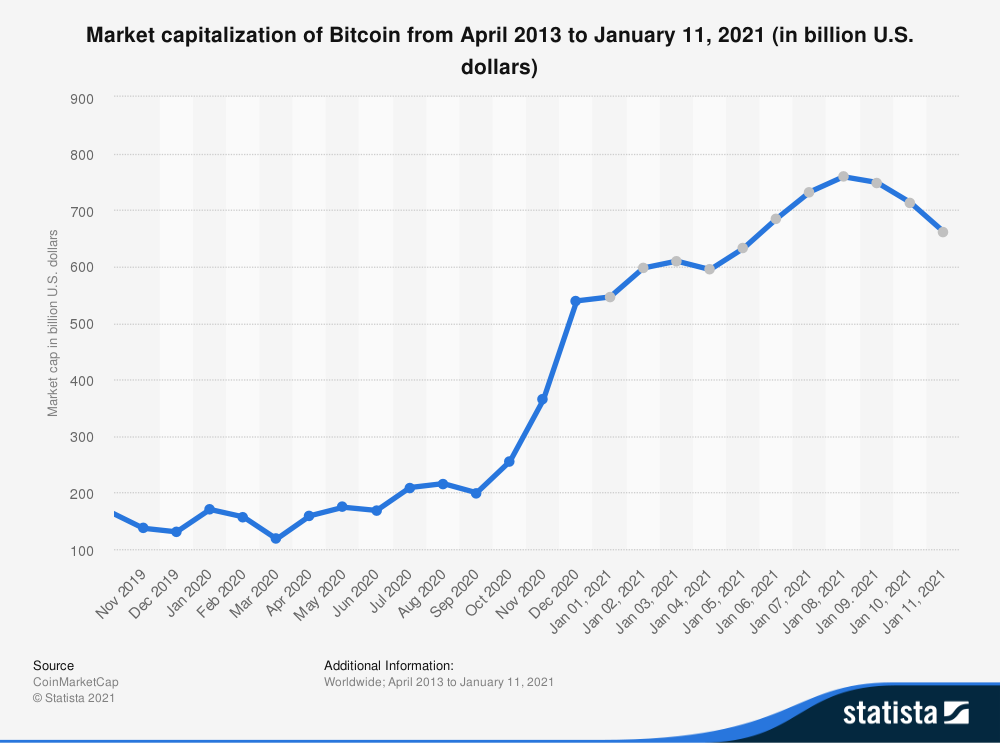 Market capitalization of Bitcoin from April 2013 to January 11, 2021 (in billion U.S.
dollars)
Market cap in billion U.S. dollars
900
800
700
600
500
400
300
200
100
Nov 2019
Dec 2019
Jan 2020
Feb 2020
Mar 2020
Apr 2020
May 2020
Jun 2020
Jul 2020
Aug 2020
Sep 2020
Oct 2020
Nov 2020
Dec 2020
Jan 01, 2021
Jan 02, 2021
Jan 03, 2021
Jan 04, 2021
Jan 05, 2021
Jan 06, 2021
Jan 07, 2021
Jan 08, 2021
Jan 09, 2021
Jan 10, 2021
Jan 11, 2021
Source
CoinMarketCap
© Statista 2021
Additional Information:
Worldwide; April 2013 to January 11, 2021
statista